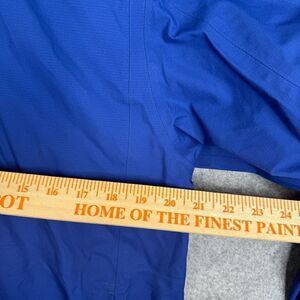 15 16 17 18 19 20 21 22 23 24
OT HOME OF THE FINEST PAINT